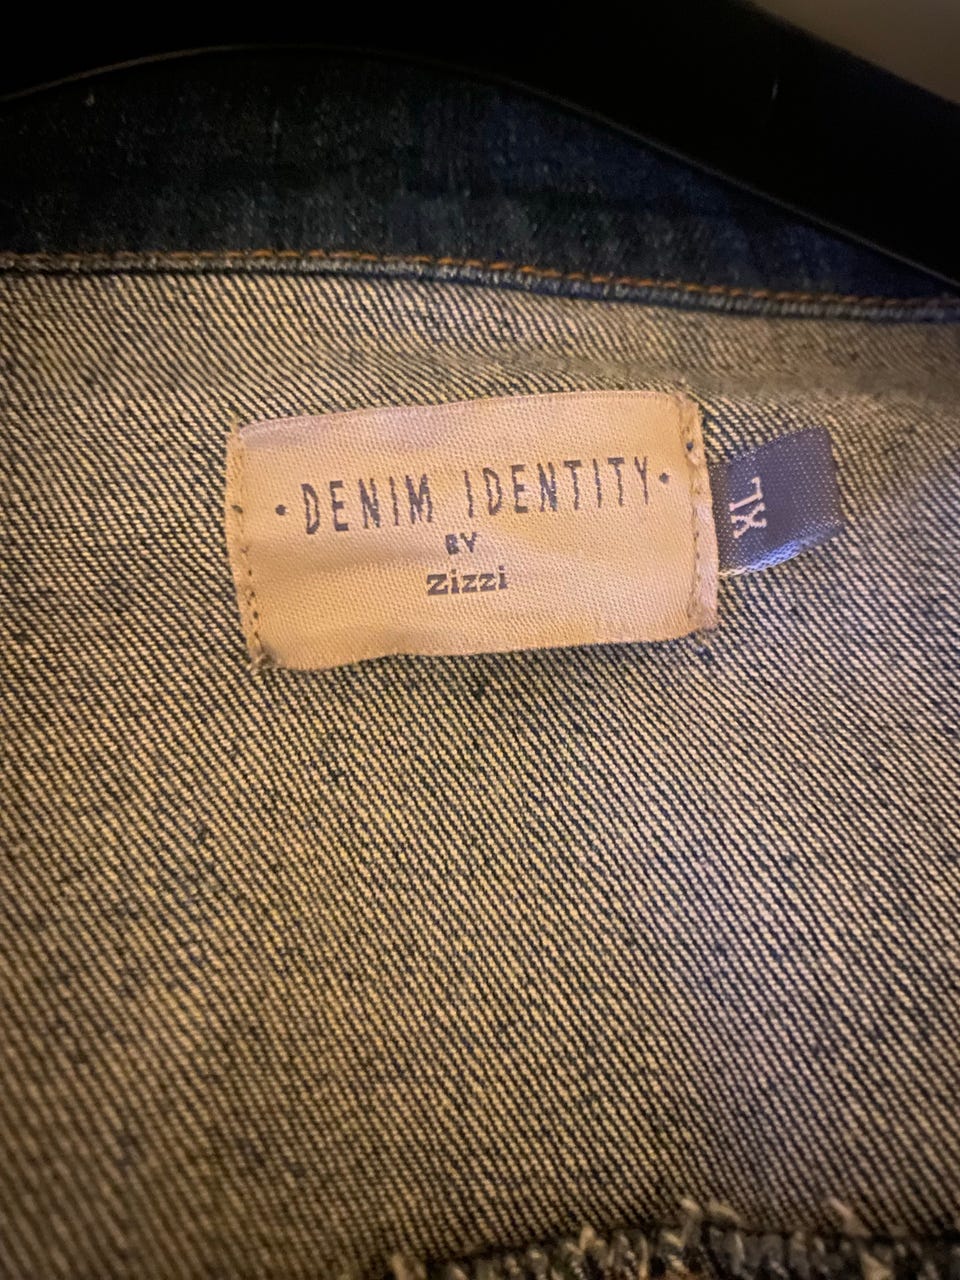 · DENIM IDENTITY ·
BY
Zizzi
XL